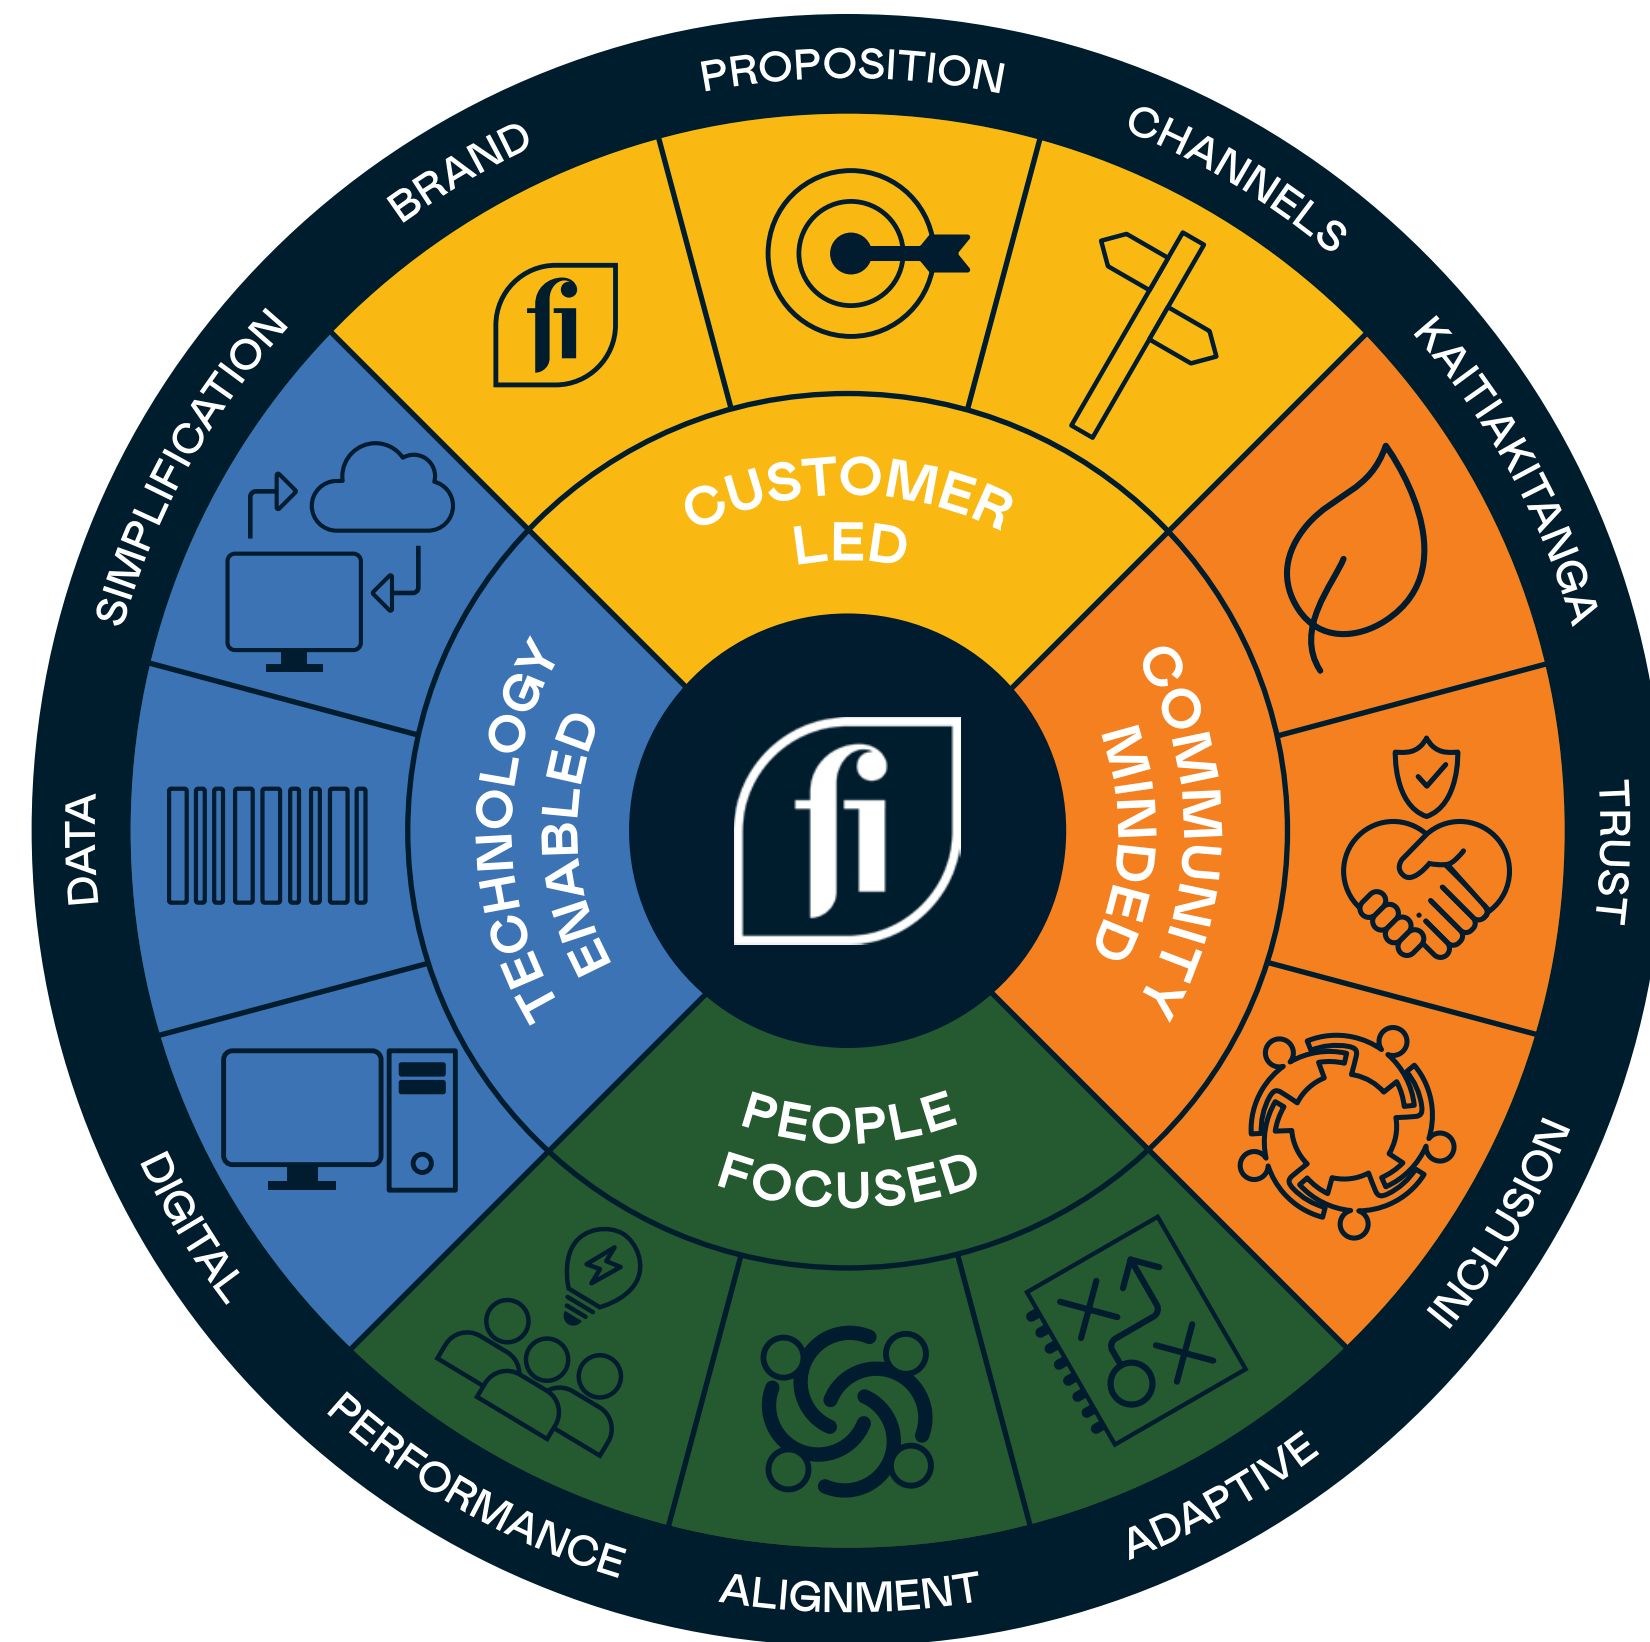 PROPOSITION
CHANNELS
KAITIAKITANGA
TRUST
INCLUSION
ADAPTIVE
ALIGNMENT
PERFORMANCE
DIGITAL
DATA
SIMPLIFICATION
BRAND
fi
CUSTOMER
LED
COMMUNITY
MINDED
PEOPLE
FOCUSED
TECHNOLOGY
ENABLED
fi